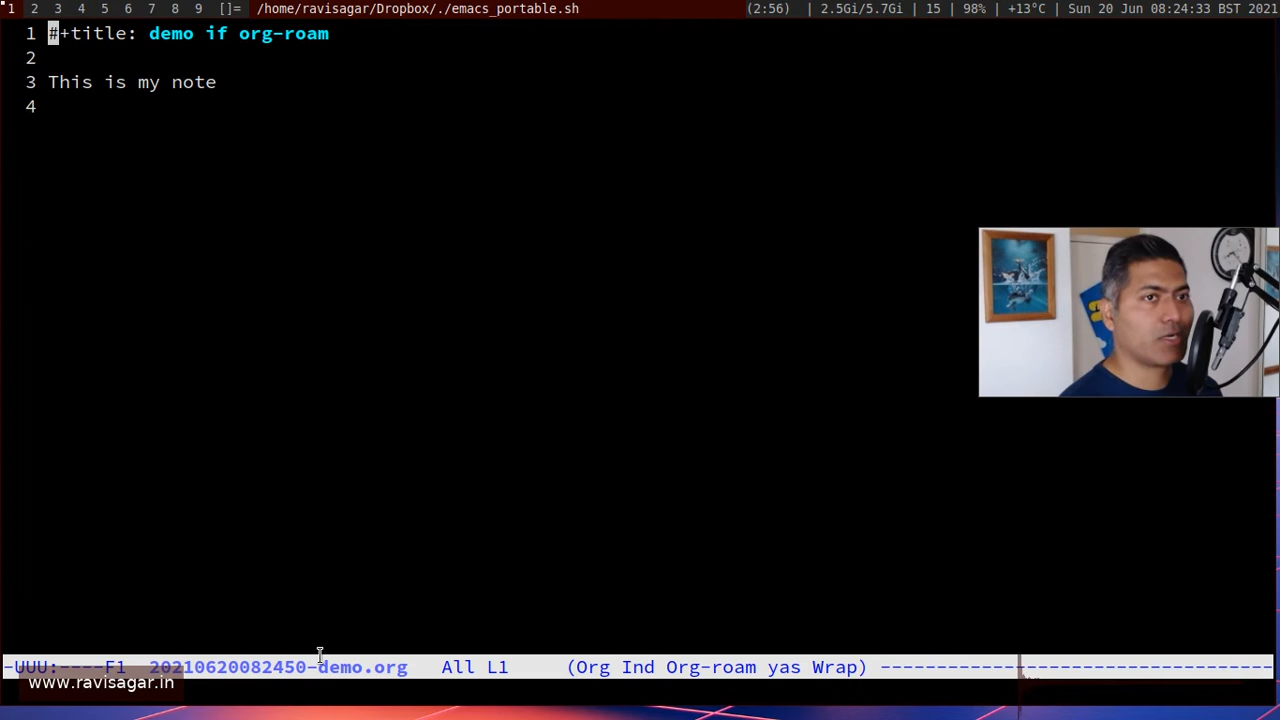 1 2 3 4 5 6 7 8 9 []= /home/ravisagar/Dropbox/./emacs_portable.sh (2:56) | 2.5Gi/5.7Gi | 15 | 98% | +13°C | Sun 20 Jun 08:24:33 BST 2021
1 #+title: demo if org-roam
2
3 This is my note
4
-UUU:----F1 20210620082450-demo.org All L1 (Org Ind Org-roam yas Wrap) ------------------------------------
www.ravisagar.in